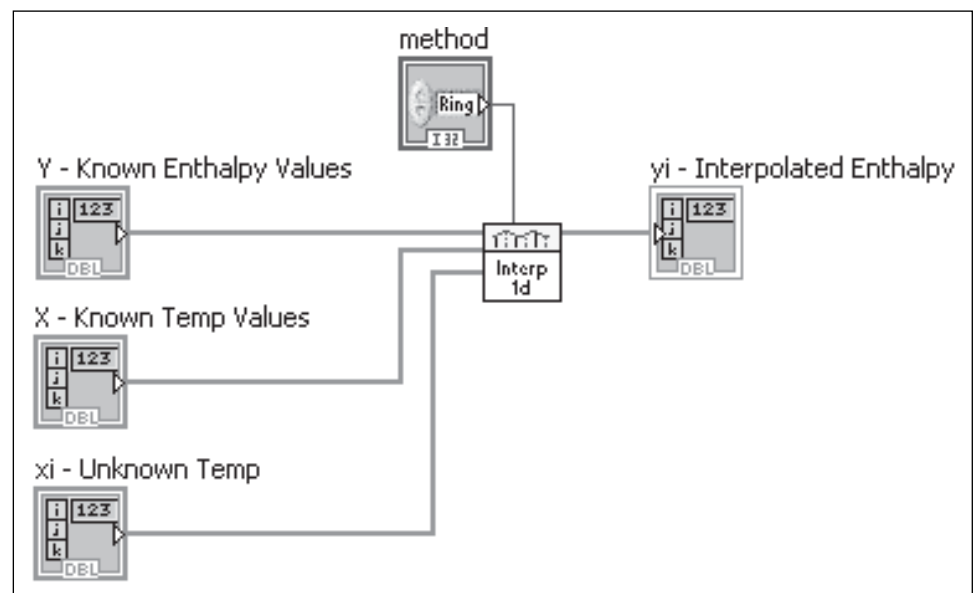 method
Ring
I32
Y - Known Enthalpy Values
yi - Interpolated Enthalpy
i
123
j
k
DBL
i
123
j
k
DBL
Interp
1d
X - Known Temp Values
i
123
j
k
DBL
xi - Unknown Temp
i
123
j
k
DBL